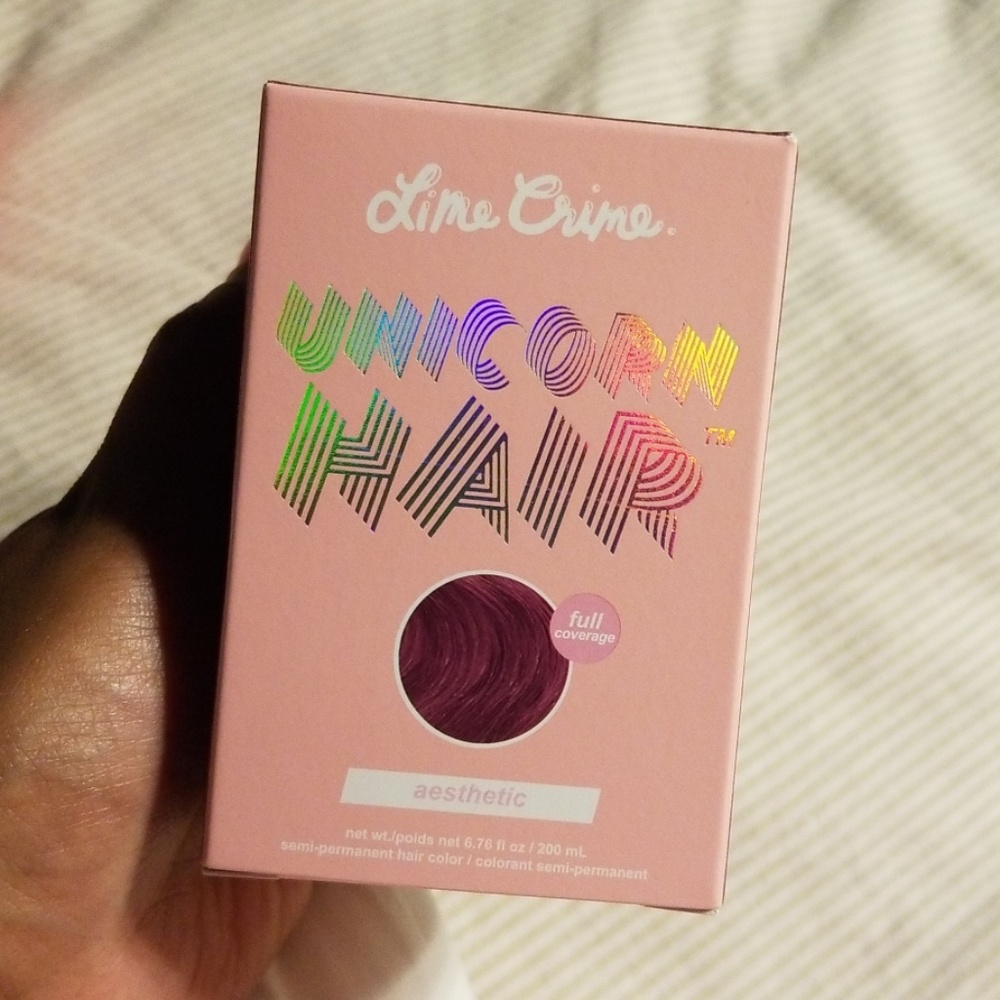 Lime Crime®
UNICORN
HAIR™
full
coverage
aesthetic
net wt./poids net 6.76 fl oz / 200 mL
semi-permanent hair color / colorant semi-permanent